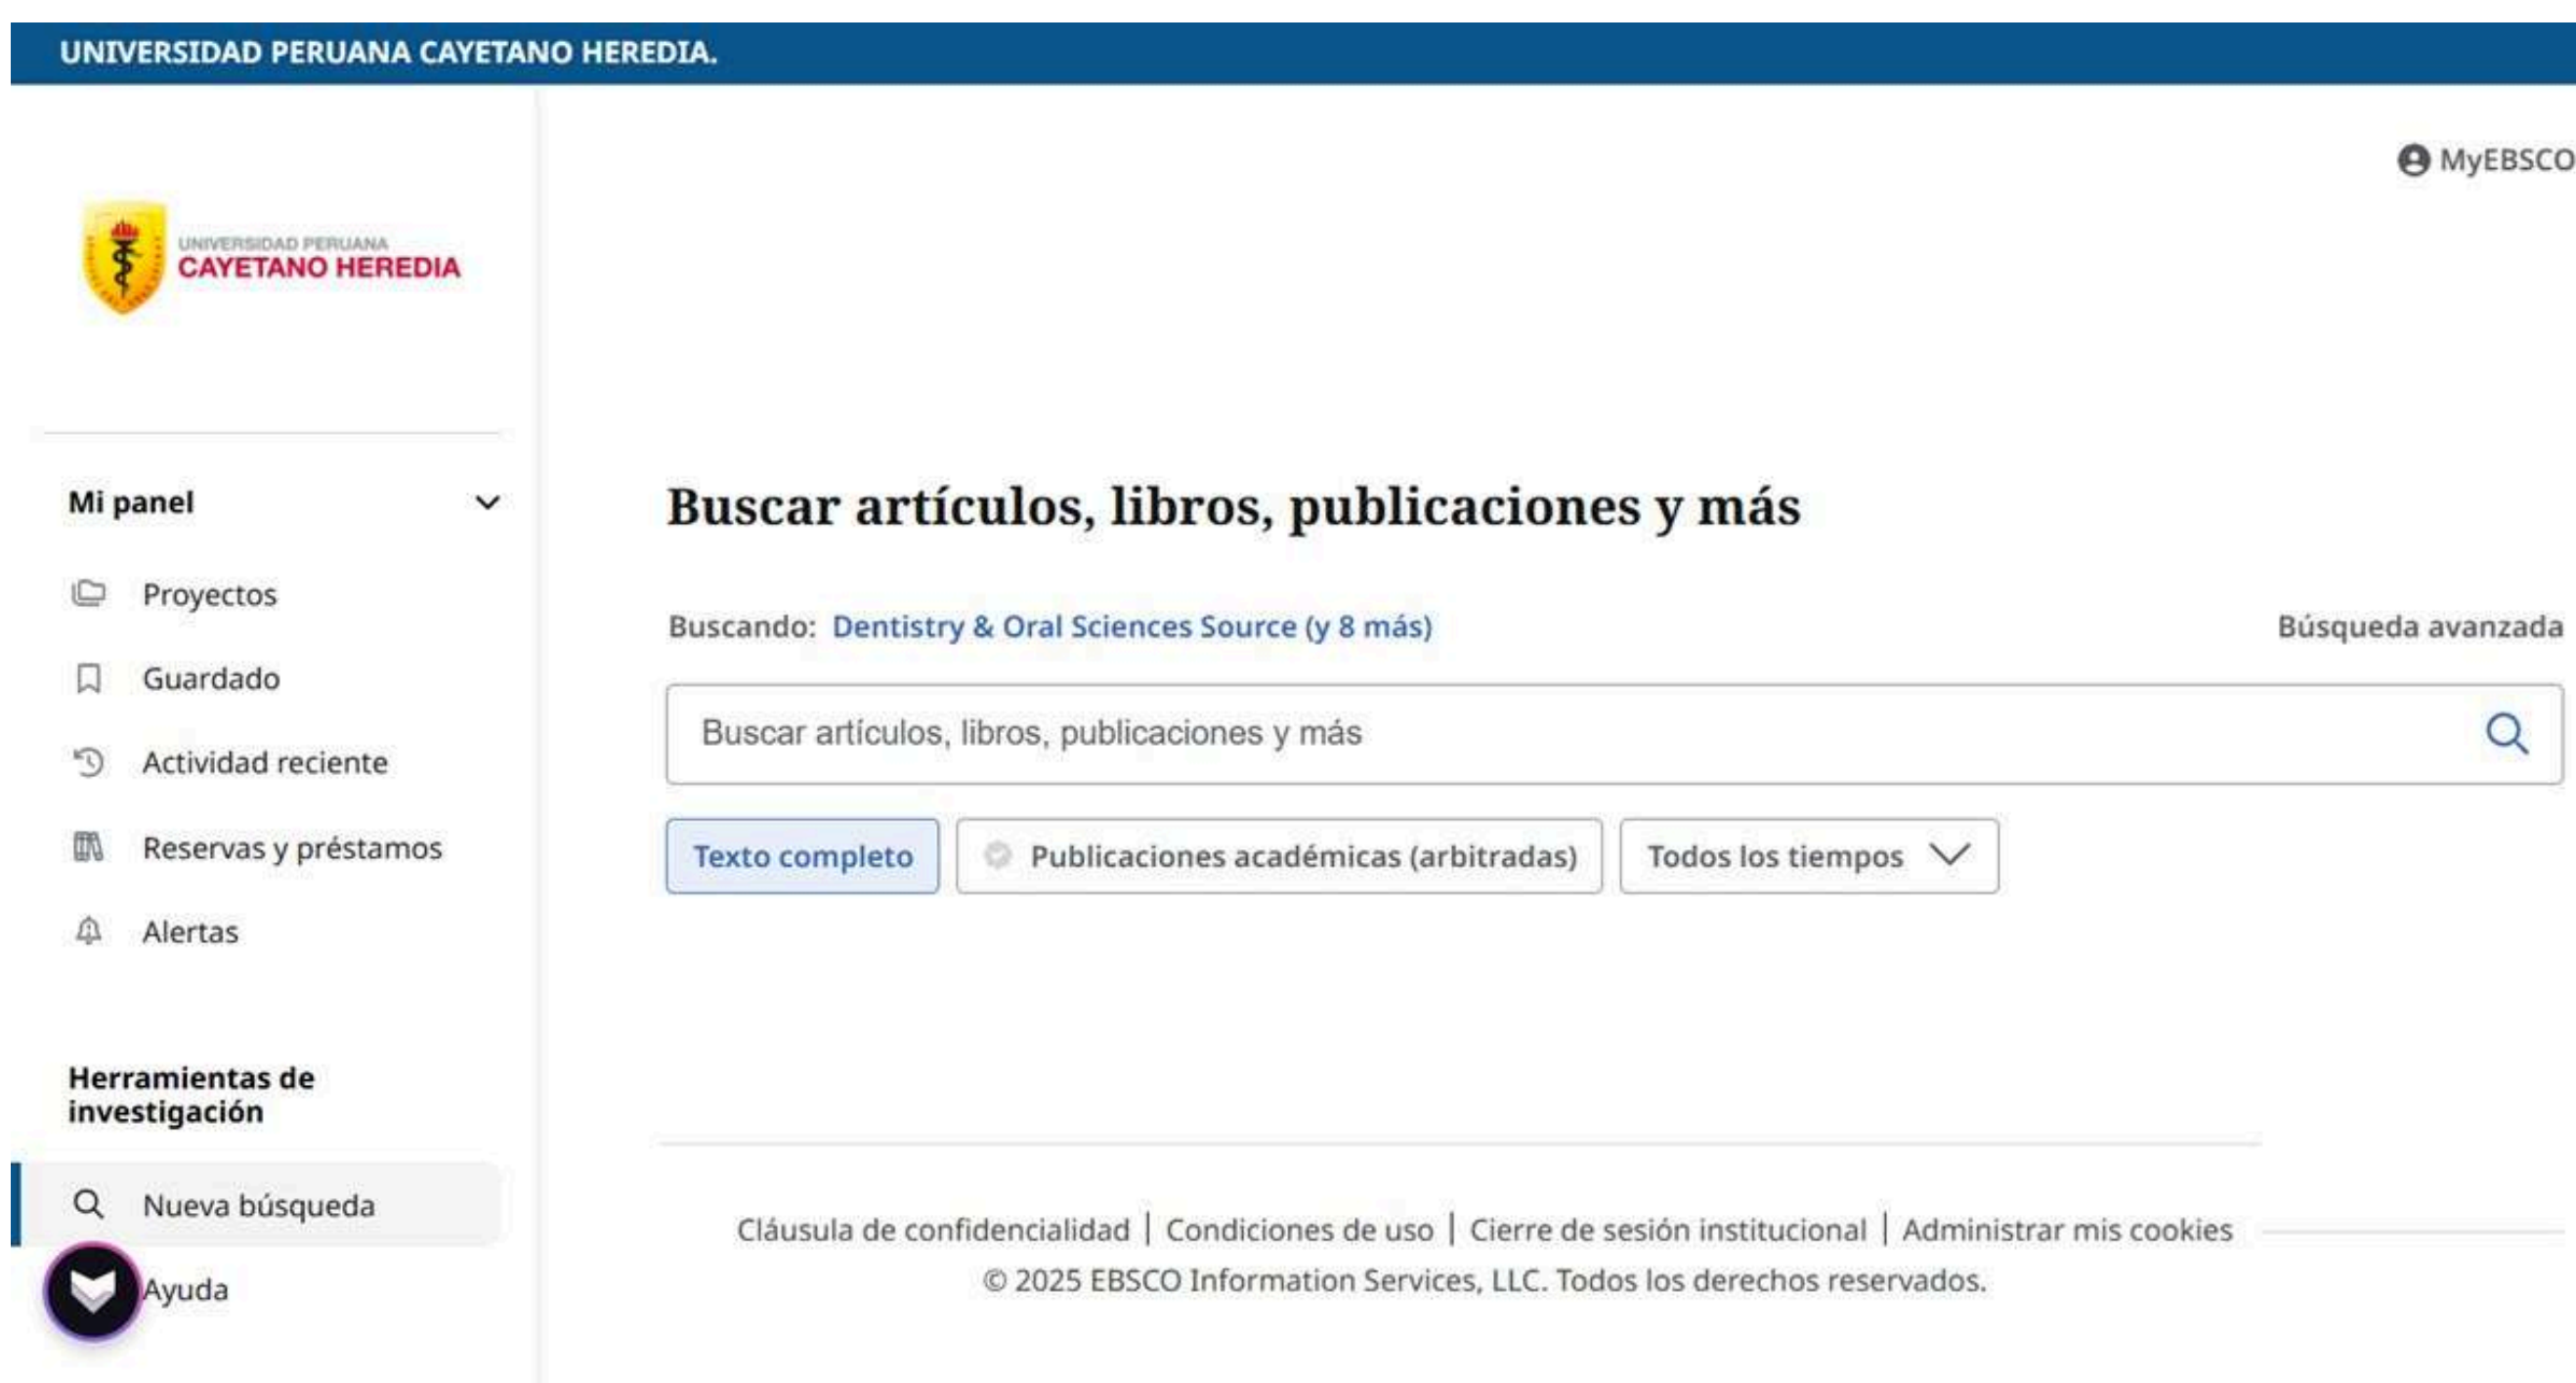 UNIVERSIDAD PERUANA CAYETANO HEREDIA.
MyEBSCO
UNIVERSIDAD PERUANA
CAYETANO HEREDIA
Mi panel
Proyectos
Guardado
Actividad reciente
Reservas y préstamos
Alertas
Herramientas de
investigación
Nueva búsqueda
Ayuda
Buscar artículos, libros, publicaciones y más
Buscando: Dentistry & Oral Sciences Source (y 8 más)
Búsqueda avanzada
Buscar artículos, libros, publicaciones y más
Texto completo
Publicaciones académicas (arbitradas)
Todos los tiempos
Cláusula de confidencialidad | Condiciones de uso | Cierre de sesión institucional | Administrar mis cookies
© 2025 EBSCO Information Services, LLC. Todos los derechos reservados.